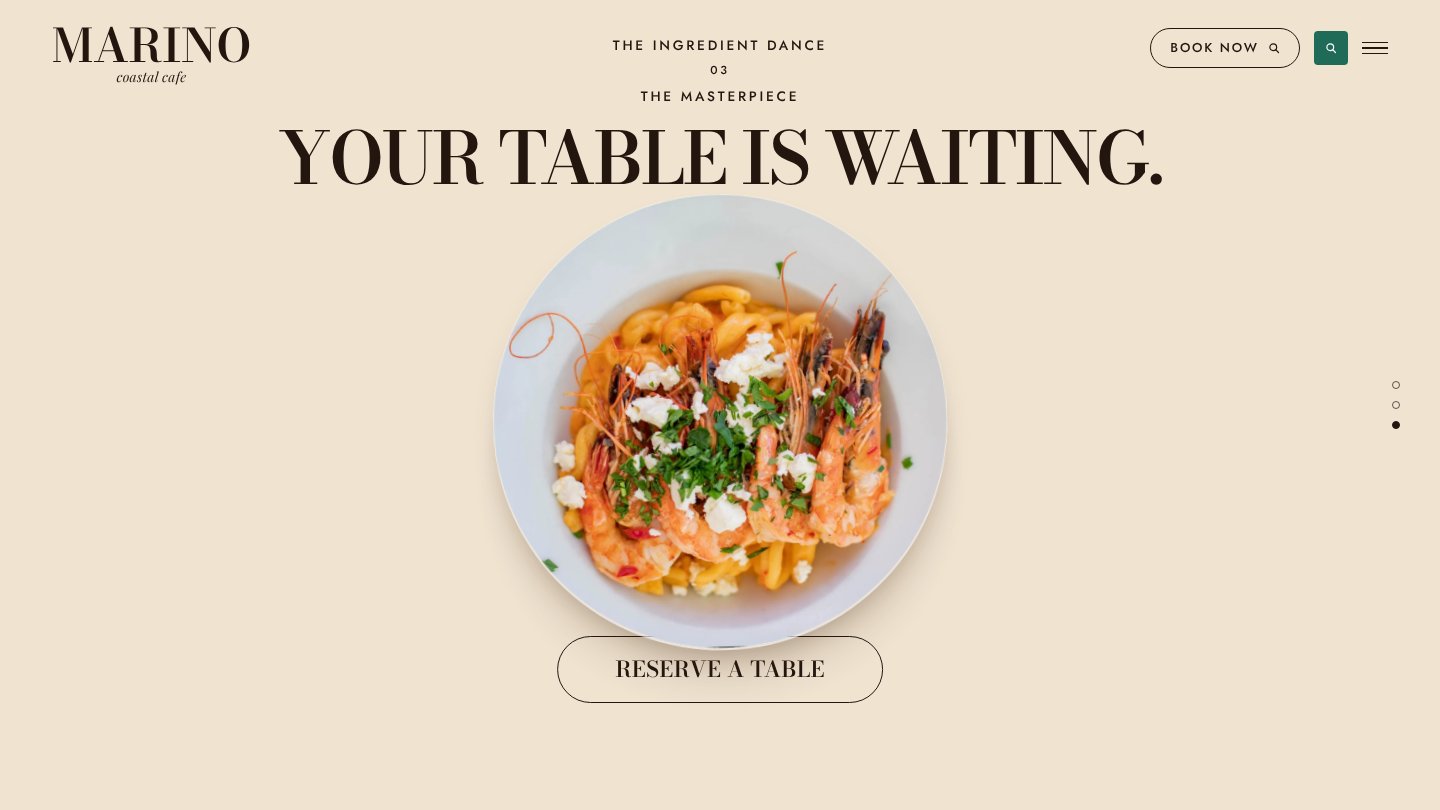 MARINO
coastal cafe
THE INGREDIENT DANCE
03
THE MASTERPIECE
BOOK NOW
YOUR TABLE IS WAITING.
RESERVE A TABLE